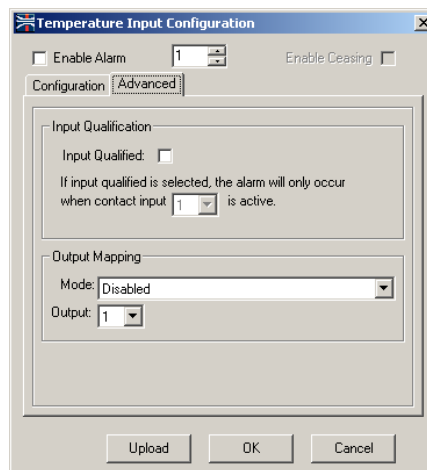 Temperature Input Configuration
Enable Alarm 1 Enable Ceasing
Configuration Advanced
Input Qualification
Input Qualified:
If input qualified is selected, the alarm will only occur
when contact input 1 is active.
Output Mapping
Mode: Disabled
Output: 1
Upload OK Cancel